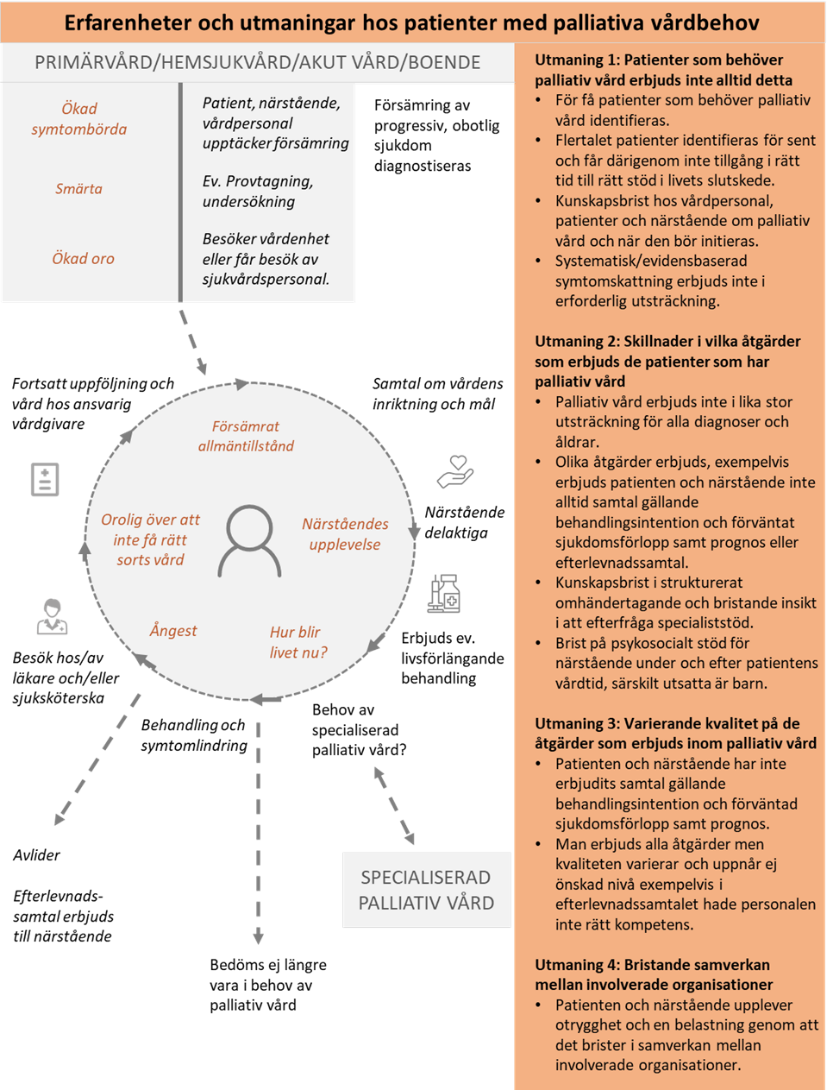 Erfarenheter och utmaningar hos patienter med palliativa vårdbehov
PRIMÄRVÅRD/HEMSJUKVÅRD/AKUT VÅRD/BOENDE
Ökad
symtombörda
Smärta
Ökad oro
Patient, närstående,
vårdpersonal
upptäcker försämring
Ev. Provtagning,
undersökning
Besöker vårdenhet
eller får besök av
sjukvårdspersonal.
Försämring av
progressiv, obotlig
sjukdom
diagnostiseras
Fortsatt uppföljning och
vård hos ansvarig
vårdgivare
Samtal om vårdens
inriktning och mål
Försämrat
allmäntillstånd
Närstående
delaktiga
Orolig över att
inte få rätt
sorts vård
Närståendes
upplevelse
Ångest
Hur blir
livet nu?
Erbjuds ev.
livsförlängande
behandling
Besök hos/av
läkare och/eller
sjuksköterska
Behandling och
symtomlindring
Behov av
specialiserad
palliativ vård?
Avlider
Efterlevnads-
samtal erbjuds
till närstående
SPECIALISERAD
PALLIATIV VÅRD
Bedöms ej längre
vara i behov av
palliativ vård
Utmaning 1: Patienter som behöver
palliativ vård erbjuds inte alltid detta
• För få patienter som behöver palliativ
vård identifieras.
• Flertalet patienter identifieras för sent
och får därigenom inte tillgång i rätt
tid till rätt stöd i livets slutskede.
• Kunskapsbrist hos vårdpersonal,
patienter och närstående om palliativ
vård och när den bör initieras.
• Systematisk/evidensbaserad
symtomskattning erbjuds inte i
erforderlig utsträckning.
Utmaning 2: Skillnader i vilka åtgärder
som erbjuds de patienter som har
palliativ vård
• Palliativ vård erbjuds inte i lika stor
utsträckning för alla diagnoser och
åldrar.
• Olika åtgärder erbjuds, exempelvis
erbjuds patienten och närstående inte
alltid samtal gällande
behandlingsintention och förväntat
sjukdomsförlopp samt prognos eller
efterlevnadssamtal.
• Kunskapsbrist i strukturerat
omhändertagande och bristande insikt
i att efterfråga specialiststöd.
• Brist på psykosocialt stöd för
närstående under och efter patientens
vårdtid, särskilt utsatta är barn.
Utmaning 3: Varierande kvalitet på de
åtgärder som erbjuds inom palliativ vård
• Patienten och närstående har inte
erbjudits samtal gällande
behandlingsintention och förväntad
sjukdomsförlopp samt prognos.
• Man erbjuds alla åtgärder men
kvaliteten varierar och uppnår ej
önskad nivå exempelvis i
efterlevnadssamtalet hade personalen
inte rätt kompetens.
Utmaning 4: Bristande samverkan
mellan involverade organisationer
• Patienten och närstående upplever
otrygghet och en belastning genom att
det brister i samverkan mellan
involverade organisationer.